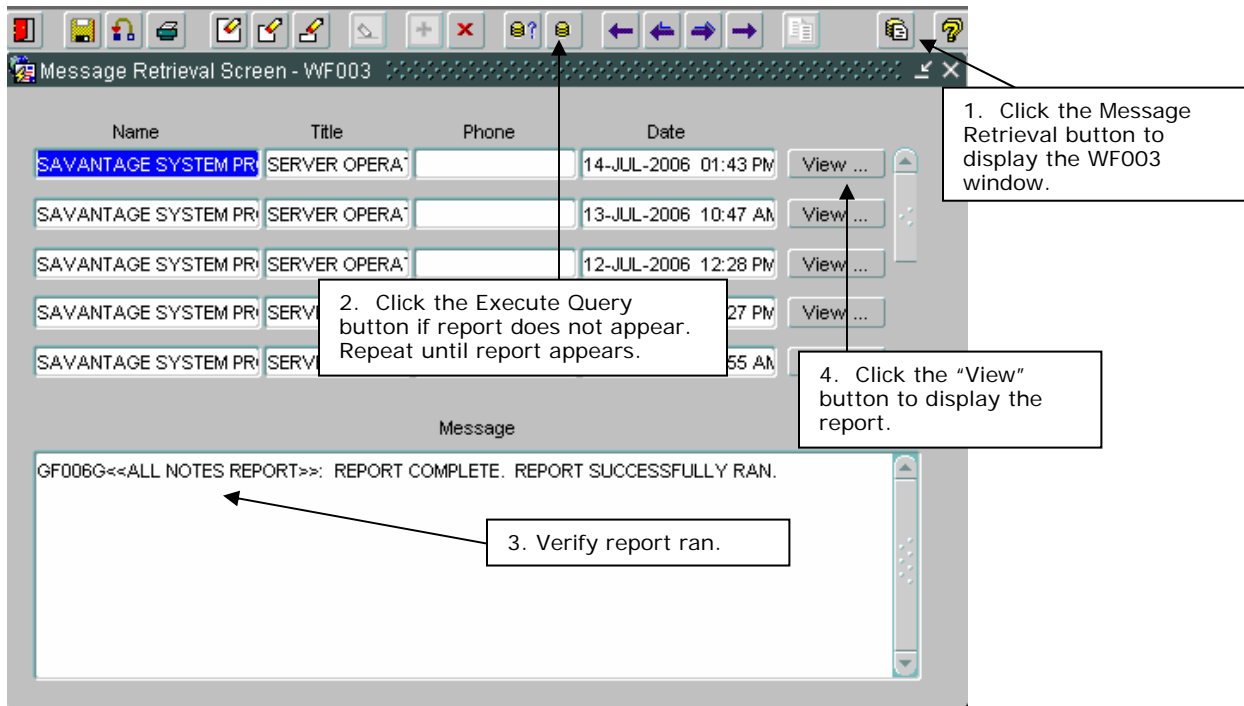 Message Retrieval Screen - WF003
1. Click the Message
Retrieval button to
display the WF003
window.
Name Title Phone Date
SAVANTAGE SYSTEM PR SERVER OPERAT 14-JUL-2006 01:43 PM View ...
SAVANTAGE SYSTEM PR SERVER OPERAT 13-JUL-2006 10:47 AM View ...
SAVANTAGE SYSTEM PR SERVER OPERAT 12-JUL-2006 12:28 PM View ...
SAVANTAGE SYSTEM PR SERV 27 PM View ...
SAVANTAGE SYSTEM PR SERV 55 AM
2. Click the Execute Query
button if report does not appear.
Repeat until report appears.
4. Click the “View”
button to display the
report.
Message
GF006G<<ALL NOTES REPORT>>: REPORT COMPLETE. REPORT SUCCESSFULLY RAN.
3. Verify report ran.